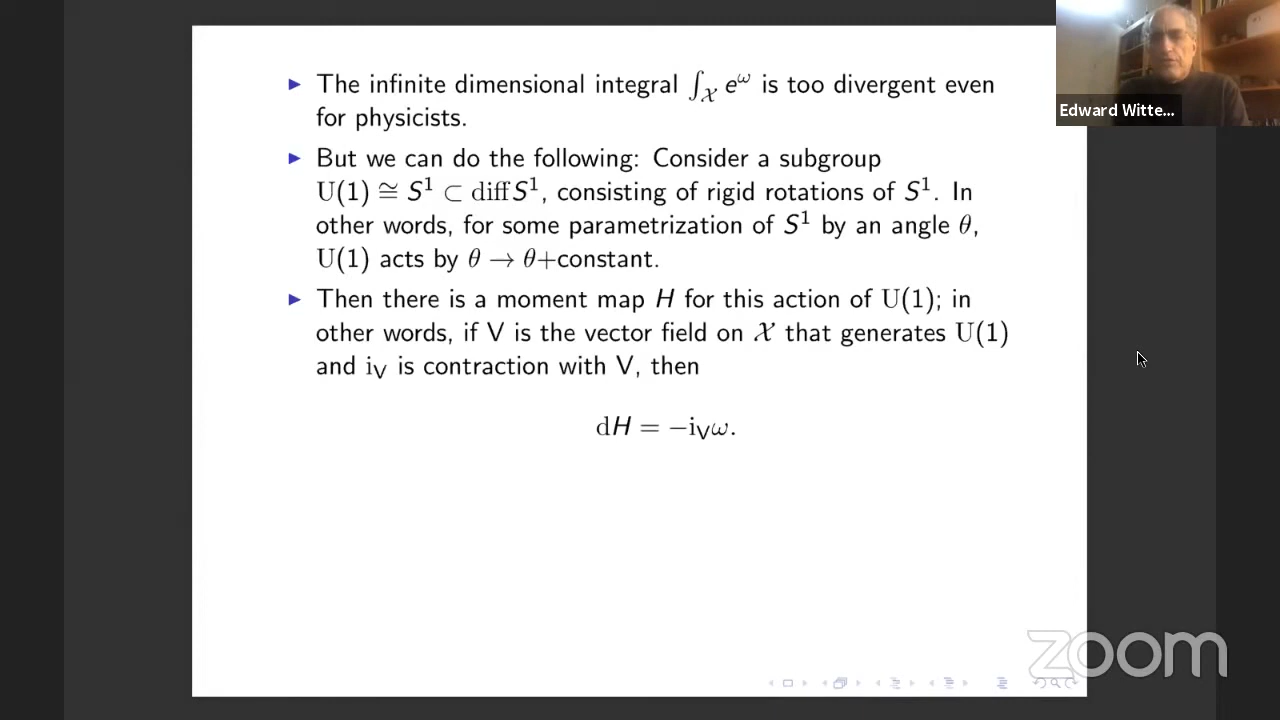 ▶ The infinite dimensional integral ∫_𝒳 e^ω is too divergent even
for physicists.
▶ But we can do the following: Consider a subgroup
U(1) ≅ S¹ ⊂ diff S¹, consisting of rigid rotations of S¹. In
other words, for some parametrization of S¹ by an angle θ,
U(1) acts by θ → θ+constant.
▶ Then there is a moment map H for this action of U(1); in
other words, if V is the vector field on 𝒳 that generates U(1)
and i_V is contraction with V, then
dH = −i_Vω.
Edward Witte...
zoom